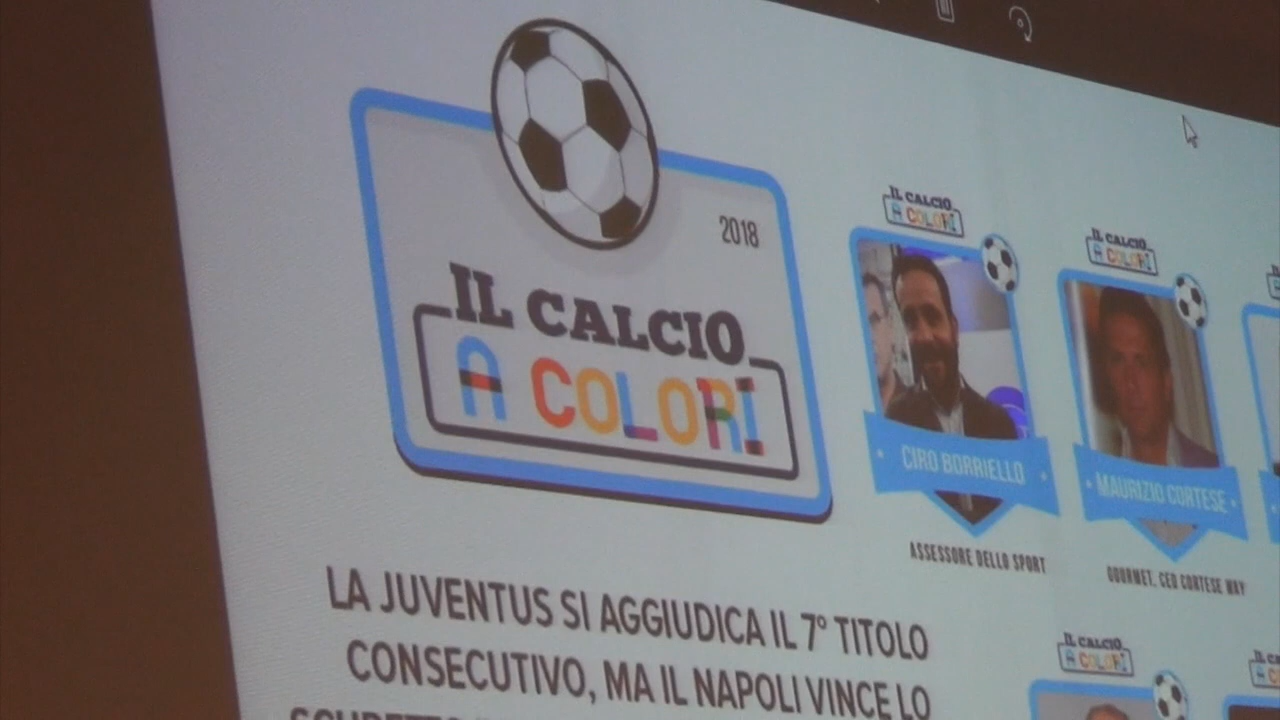 2018
IL CALCIO
A COLORI
IL CALCIO
A COLORI
CIRO BORRIELLO
ASSESSORE DELLO SPORT
IL CALCIO
A COLORI
MAURIZIO CORTESE
GOURMET, CEO CORTESE WAY
LA JUVENTUS SI AGGIUDICA IL 7° TITOLO
CONSECUTIVO, MA IL NAPOLI VINCE LO
IL CALCIO
A COLORI